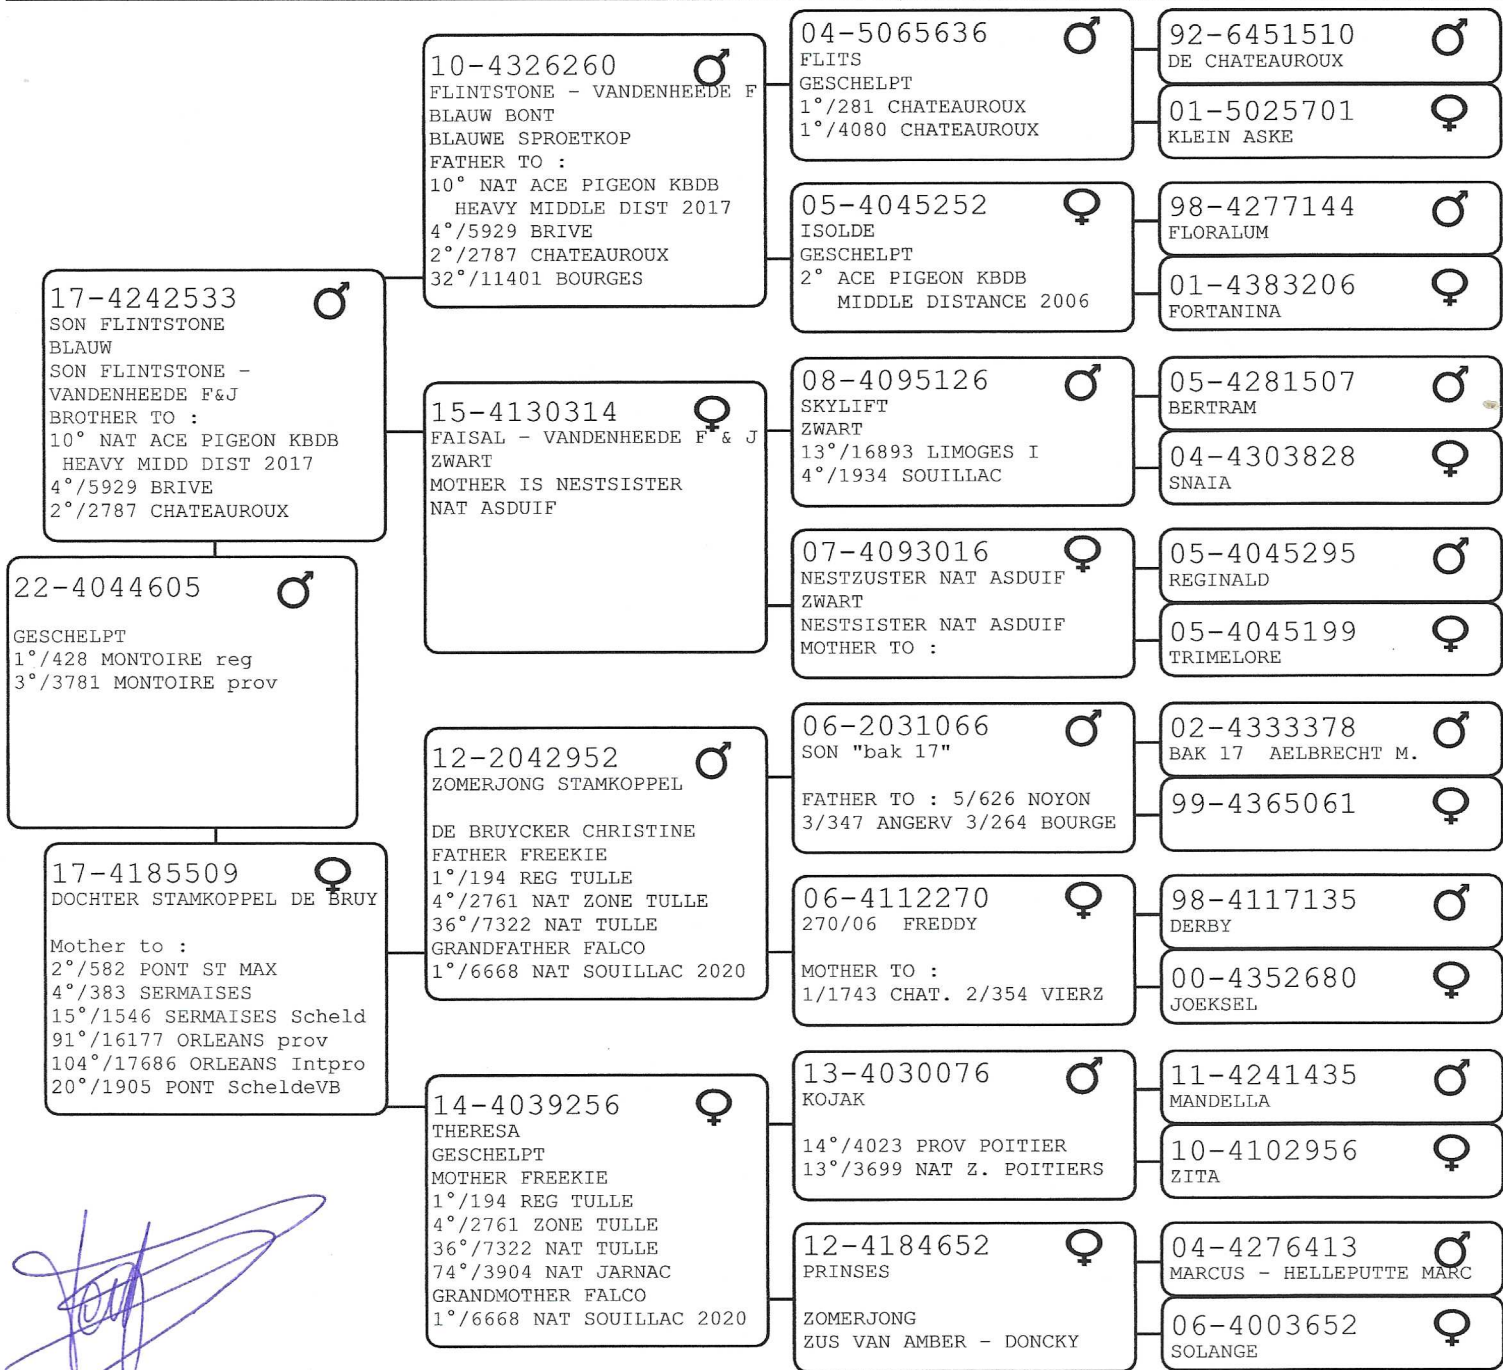 22-4044605
GESCHELPT
1°/428 MONTOIRE reg
3°/3781 MONTOIRE prov
17-4242533
SON FLINTSTONE
BLAUW
SON FLINTSTONE -
VANDENHEEDE F&J
BROTHER TO :
10° NAT ACE PIGEON KBDB
HEAVY MIDD DIST 2017
4°/5929 BRIVE
2°/2787 CHATEAUROUX
17-4185509
DOCHTER STAMKOPPEL DE BRUY
Mother to :
2°/582 PONT ST MAX
4°/383 SERMAISES
15°/1546 SERMAISES Scheld
91°/16177 ORLEANS prov
104°/17686 ORLEANS Intpro
20°/1905 PONT ScheldeVB
10-4326260
FLINTSTONE - VANDENHEEDE F
BLAUW BONT
BLAUWE SPROETKOP
FATHER TO :
10° NAT ACE PIGEON KBDB
HEAVY MIDDLE DIST 2017
4°/5929 BRIVE
2°/2787 CHATEAUROUX
32°/11401 BOURGES
15-4130314
FAISAL - VANDENHEEDE F & J
ZWART
MOTHER IS NESTSISTER
NAT ASDUIF
12-2042952
ZOMERJONG STAMKOPPEL
DE BRUYCKER CHRISTINE
FATHER FREEKIE
1°/194 REG TULLE
4°/2761 NAT ZONE TULLE
36°/7322 NAT TULLE
GRANDFATHER FALCO
1°/6668 NAT SOUILLAC 2020
14-4039256
THERESA
GESCHELPT
MOTHER FREEKIE
1°/194 REG TULLE
4°/2761 ZONE TULLE
36°/7322 NAT TULLE
74°/3904 NAT JARNAC
GRANDMOTHER FALCO
1°/6668 NAT SOUILLAC 2020
04-5065636
FLITS
GESCHELPT
1°/281 CHATEAUROUX
1°/4080 CHATEAUROUX
05-4045252
ISOLDE
GESCHELPT
2° ACE PIGEON KBDB
MIDDLE DISTANCE 2006
08-4095126
SKYLIFT
ZWART
13°/16893 LIMOGES I
4°/1934 SOUILLAC
07-4093016
NESTZUSTER NAT ASDUIF
ZWART
NESTSISTER NAT ASDUIF
MOTHER TO :
06-2031066
SON "bak 17"
FATHER TO : 5/626 NOYON
3/347 ANGERV 3/264 BOURGE
06-4112270
270/06 FREDDY
MOTHER TO :
1/1743 CHAT. 2/354 VIERZ
13-4030076
KOJAK
14°/4023 PROV POITIER
13°/3699 NAT Z. POITIERS
12-4184652
PRINSES
ZOMERJONG
ZUS VAN AMBER - DONCKY
92-6451510
DE CHATEAUROUX
01-5025701
KLEIN ASKE
98-4277144
FLORALUM
01-4383206
FORTANINA
05-4281507
BERTRAM
04-4303828
SNAIA
05-4045295
REGINALD
05-4045199
TRIMELORE
02-4333378
BAK 17 AELBRECHT M.
99-4365061
98-4117135
DERBY
00-4352680
JOEKSEL
11-4241435
MANDELLA
10-4102956
ZITA
04-4276413
MARCUS - HELLEPUTTE MARC
06-4003652
SOLANGE